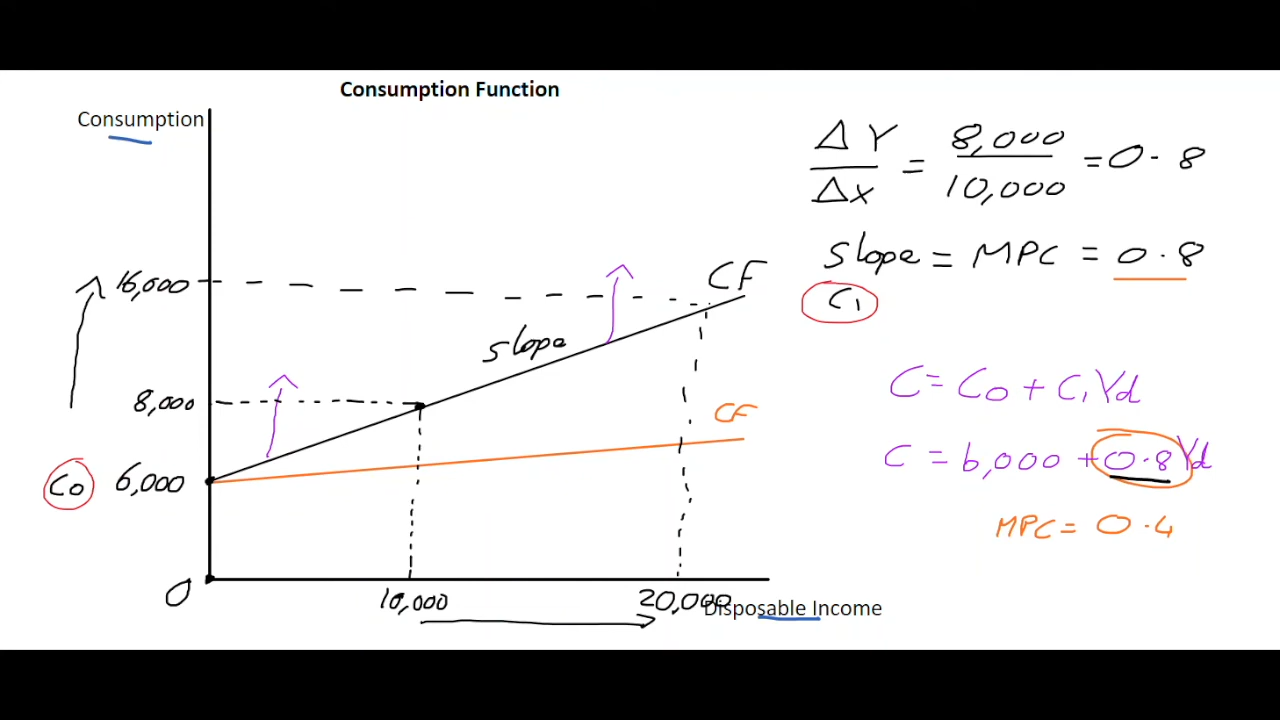 Consumption Function
Consumption
ΔY
ΔX
=
8,000
10,000
=0.8
slope = MPC = 0.8
C1
16,000
CF
slope
8,000
CF
C=C0+C1Yd
C0 6,000
C = 6,000 +0.8Yd
MPC = 0.4
0
10,000
20,000
Disposable Income